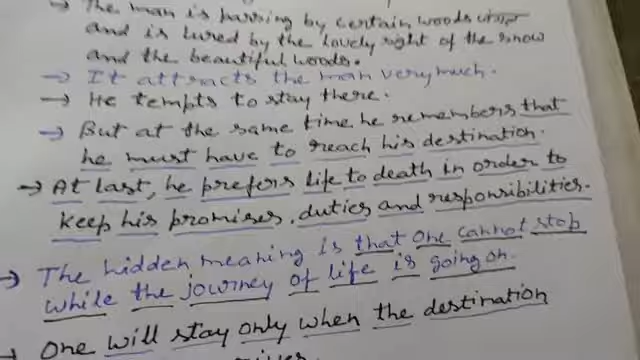 → The man is passing by certain woods
and is lured by the lovely sight of the snow
and the beautiful woods.
→ It attracts the man very much.
→ He tempts to stay there.
→ But at the same time he remembers that
he must have to reach his destination.
→ At last, he prefers life to death in order to
keep his promises, duties and responsibilities.
→ The hidden meaning is that one cannot stop
while the journey of life is going on.
→ One will stay only when the destination